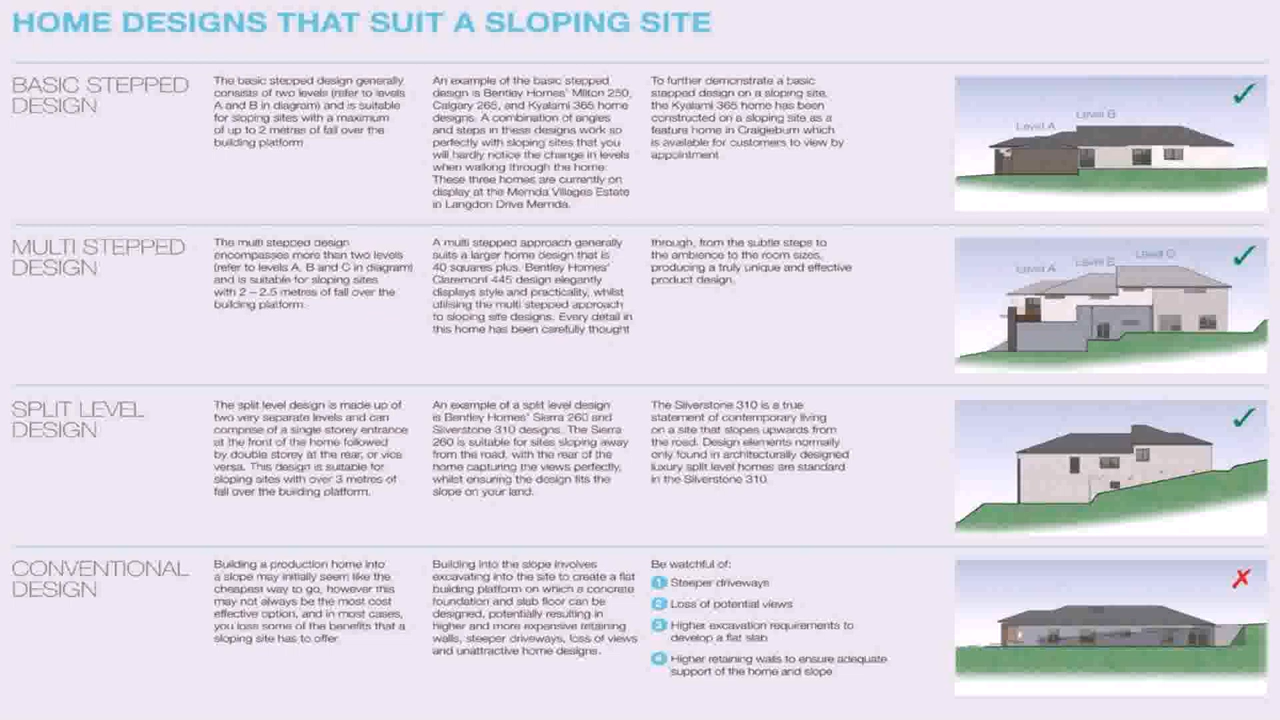 HOME DESIGNS THAT SUIT A SLOPING SITE
BASIC STEPPED
DESIGN
The basic stepped design generally
consists of two levels (refer to levels
A and B in diagram) and is suitable
for sloping sites with a maximum
of up to 2 metres of fall over the
building platform.
An example of the basic stepped
design is Bentley Homes' Milton 250,
Calgary 265, and Kyalami 365 home
designs. A combination of angles
and steps in these designs work so
perfectly with sloping sites that you
will hardly notice the change in levels
when walking through the home.
These three homes are currently on
display at the Mernda Villages Estate
in Langdon Drive Mernda.
To further demonstrate a basic
stepped design on a sloping site,
the Kyalami 365 home has been
constructed on a sloping site as a
feature home in Craigieburn which
is available for customers to view by
appointment.
Level A
Level B
MULTI STEPPED
DESIGN
The multi stepped design
encompasses more than two levels
(refer to levels A, B and C in diagram)
and is suitable for sloping sites
with 2 – 2.5 metres of fall over the
building platform.
A multi stepped approach generally
suits a larger home design that is
40 squares plus. Bentley Homes'
Claremont 445 design elegantly
displays style and practicality, whilst
utilising the multi stepped approach
to sloping site designs. Every detail in
this home has been carefully thought
through, from the subtle steps to
the ambience to the room sizes,
producing a truly unique and effective
product design.
Level A
Level B
Level C
SPLIT LEVEL
DESIGN
The split level design is made up of
two very separate levels and can
comprise of a single storey entrance
at the front of the home followed
by double storey at the rear, or vice
versa. This design is suitable for
sloping sites with over 3 metres of
fall over the building platform.
An example of a split level design
is Bentley Homes' Sierra 260 and
Silverstone 310 designs. The Sierra
260 is suitable for sites sloping away
from the road, with the rear of the
home capturing the views perfectly,
whilst ensuring the design fits the
slope on your land.
The Silverstone 310 is a true
statement of contemporary living
on a site that slopes upwards from
the road. Design elements normally
only found in architecturally designed
luxury split level homes are standard
in the Silverstone 310.
CONVENTIONAL
DESIGN
Building a production home into
a slope may initially seem like the
cheapest way to go, however this
may not always be the most cost
effective option, and in most cases,
you lose some of the benefits that a
sloping site has to offer.
Building into the slope involves
excavating into the site to create a flat
building platform on which a concrete
foundation and slab floor can be
designed, potentially resulting in
higher and more expensive retaining
walls, steeper driveways, loss of views
and unattractive home designs.
Be watchful of:
1 Steeper driveways
2 Loss of potential views
3 Higher excavation requirements to
develop a flat slab
4 Higher retaining walls to ensure adequate
support of the home and slope